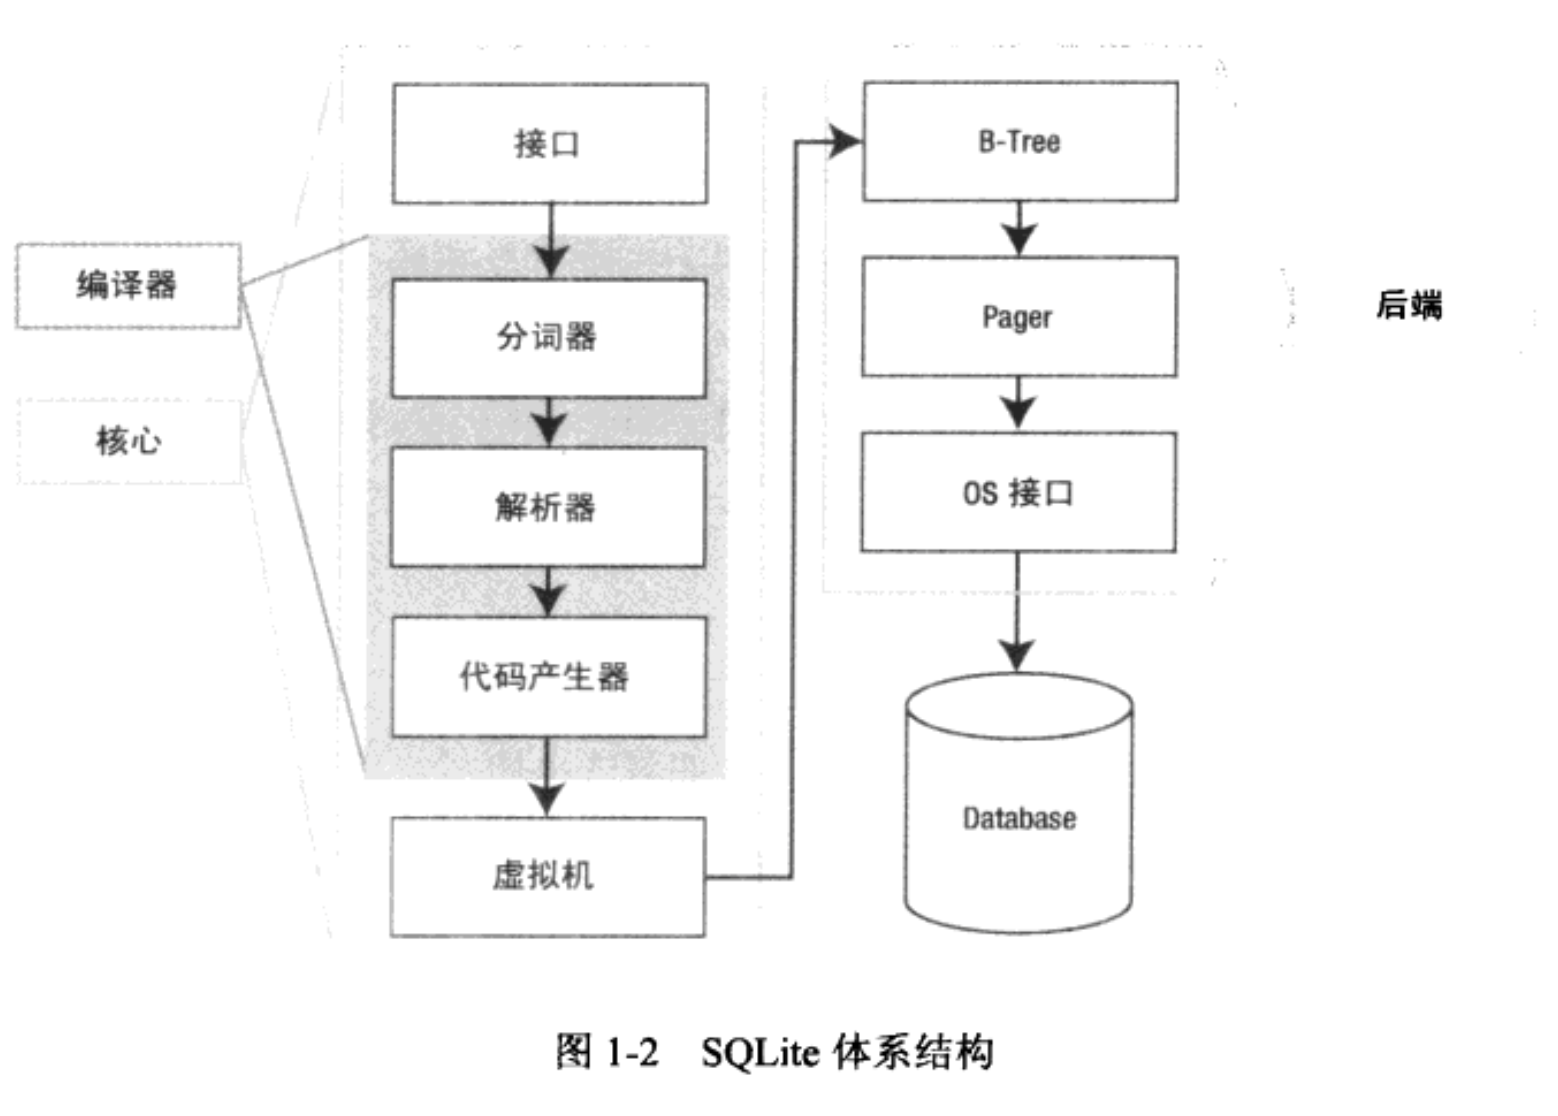 接口
编译器
分词器
核心
解析器
代码产生器
虚拟机
B-Tree
Pager
OS 接口
Database
后端
图 1-2 SQLite 体系结构